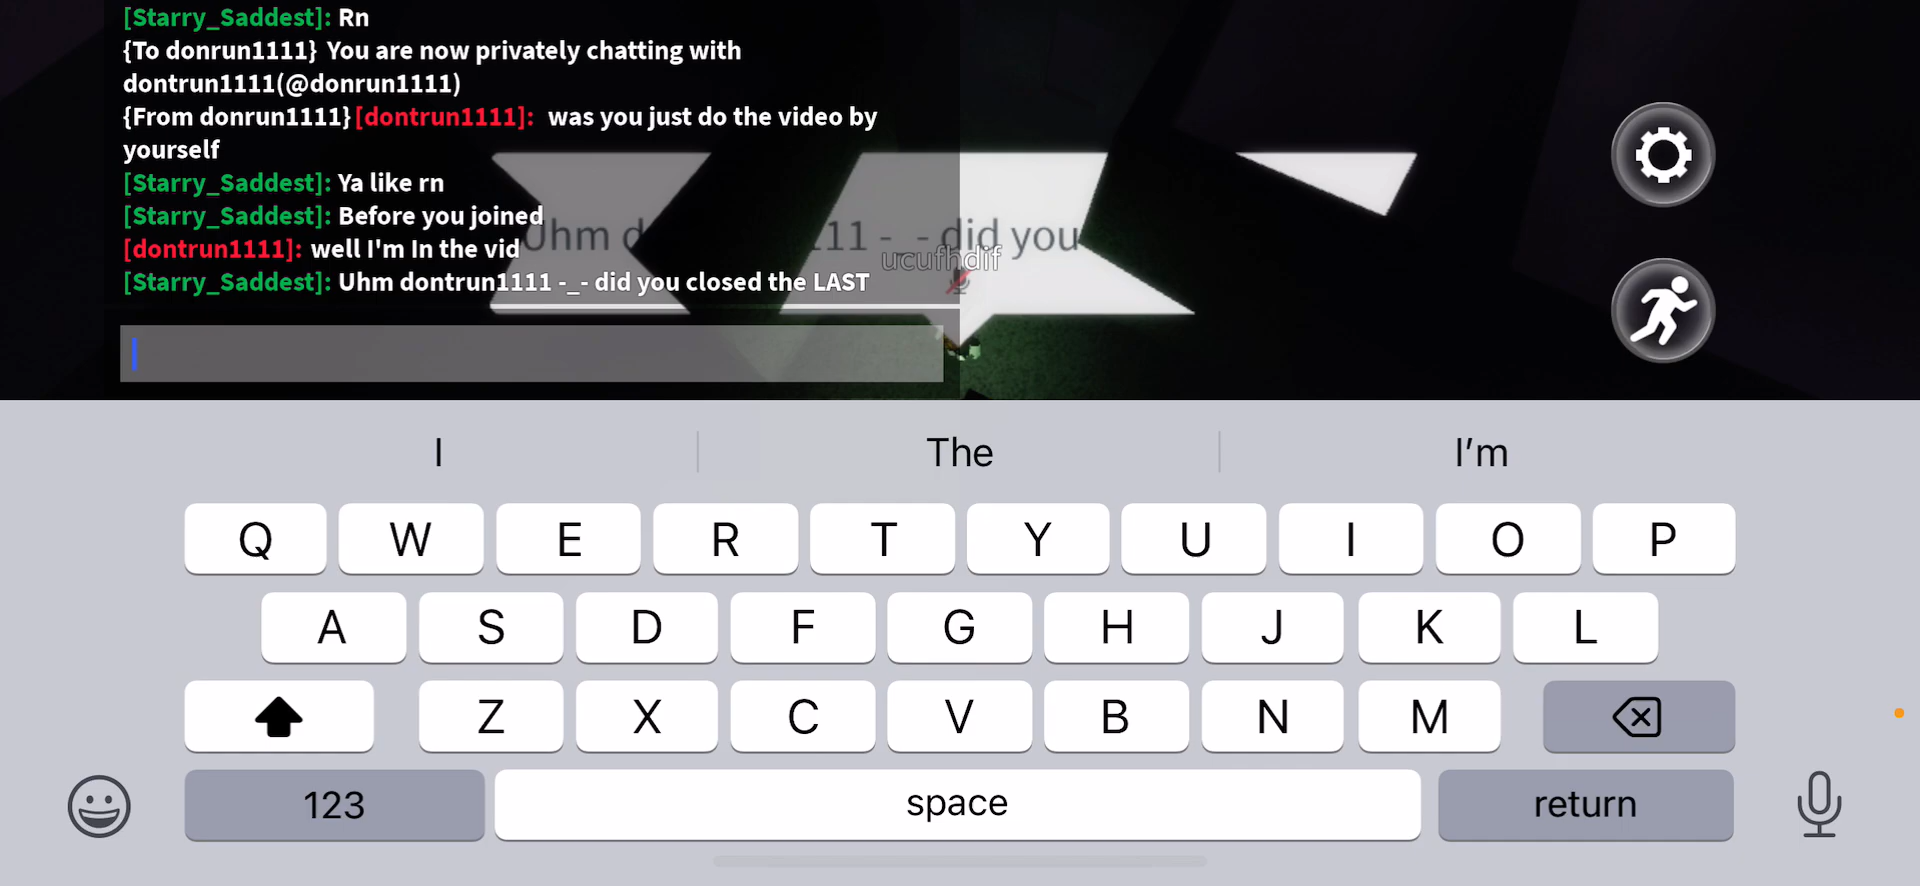 [Starry_Saddest]: Rn
{To donrun1111} You are now privately chatting with
dontrun1111(@donrun1111)
{From donrun1111}[dontrun1111]: was you just do the video by
yourself
[Starry_Saddest]: Ya like rn
[Starry_Saddest]: Before you joined
[dontrun1111]: well I'm In the vid
[Starry_Saddest]: Uhm dontrun1111 -_- did you closed the LAST
Uhm d 111 -_- did you
ucufhdif
I The I'm
Q W E R T Y U I O P
A S D F G H J K L
Z X C V B N M
123 space return